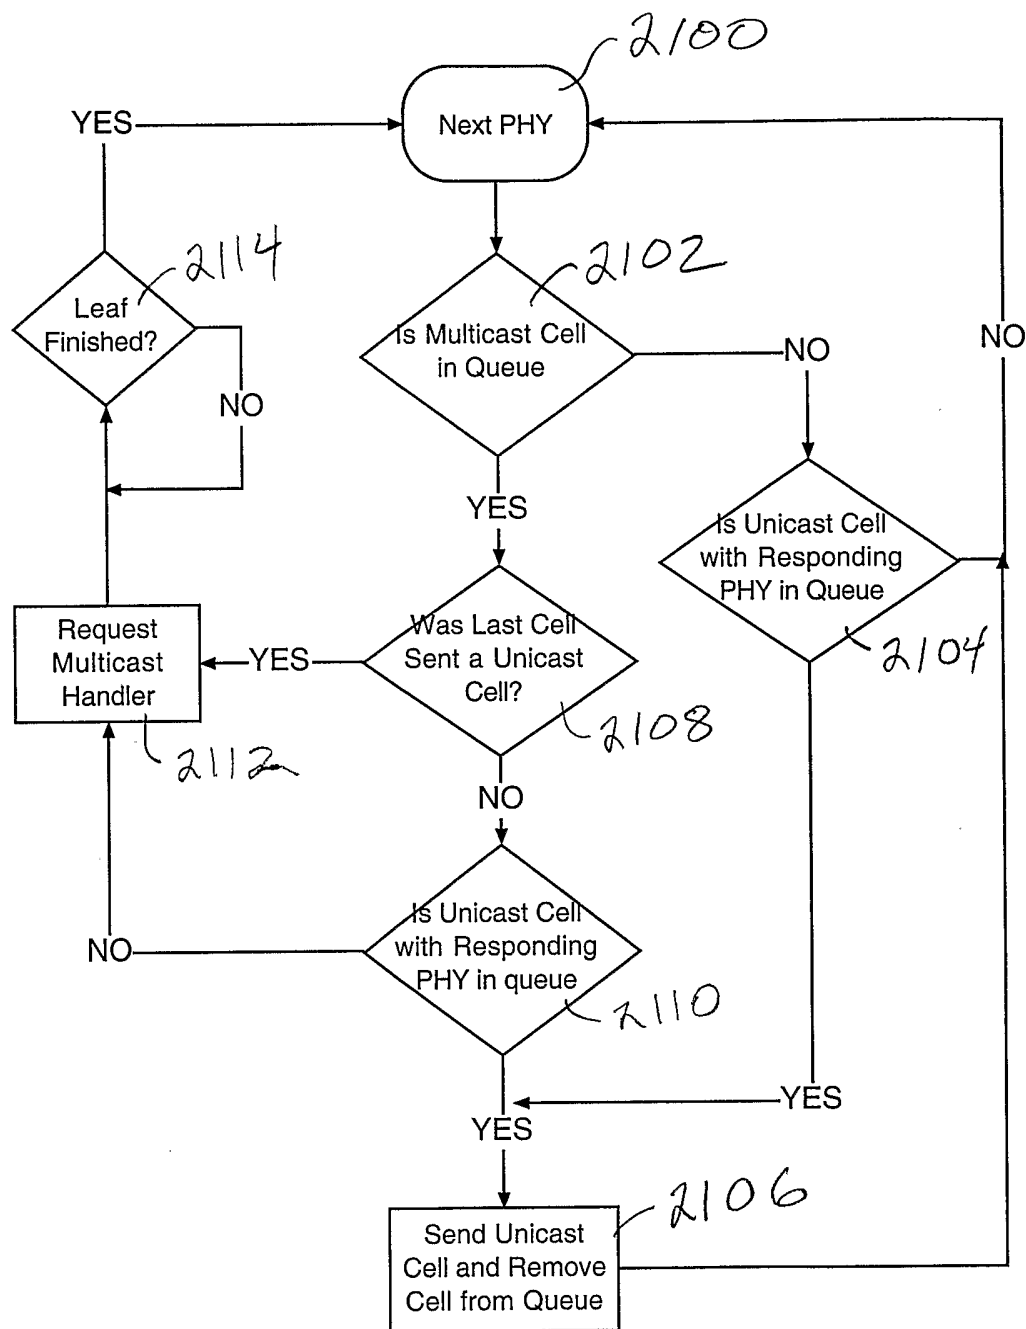 2100
YES
Next PHY
2114
2102
Leaf
Finished?
Is Multicast Cell
in Queue
NO
NO
NO
YES
Is Unicast Cell
with Responding
PHY in Queue
Request
Multicast
Handler
YES
Was Last Cell
Sent a Unicast
Cell?
2104
2108
2112
NO
Is Unicast Cell
with Responding
PHY in queue
NO
2110
YES
YES
2106
Send Unicast
Cell and Remove
Cell from Queue